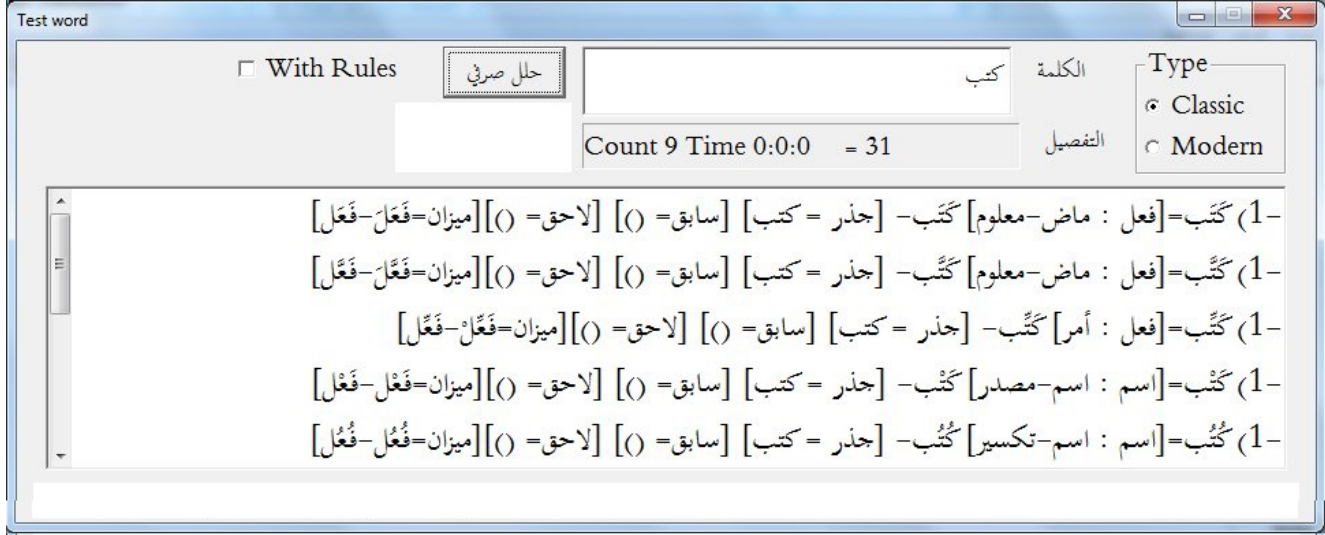 Test word
With Rules
حلل صرفي
كتب
الكلمة
Type
Classic
Count 9 Time 0:0:0 = 31
التفصيل
Modern
-1) كَتَب=[فعل : ماض-معلوم] كَتَب- [جذر = كتب] [سابق= ()] [لاحق= ()][ميزان=فَعَلَ-فَعَل]
-1) كَتَّب=[فعل : ماض-معلوم] كَتَّب- [جذر = كتب] [سابق= ()] [لاحق= ()][ميزان=فَعَّلَ-فَعَّل]
-1) كَتِّب=[فعل : أمر] كَتِّب- [جذر = كتب] [سابق= ()] [لاحق= ()][ميزان=فَعِّلْ-فَعِّل]
-1) كَتْب=[اسم : اسم-مصدر] كَتْب- [جذر = كتب] [سابق= ()] [لاحق= ()][ميزان=فَعْل-فَعْل]
-1) كُتُب=[اسم : اسم-تكسير] كُتُب- [جذر = كتب] [سابق= ()] [لاحق= ()][ميزان=فُعُل-فُعُل]